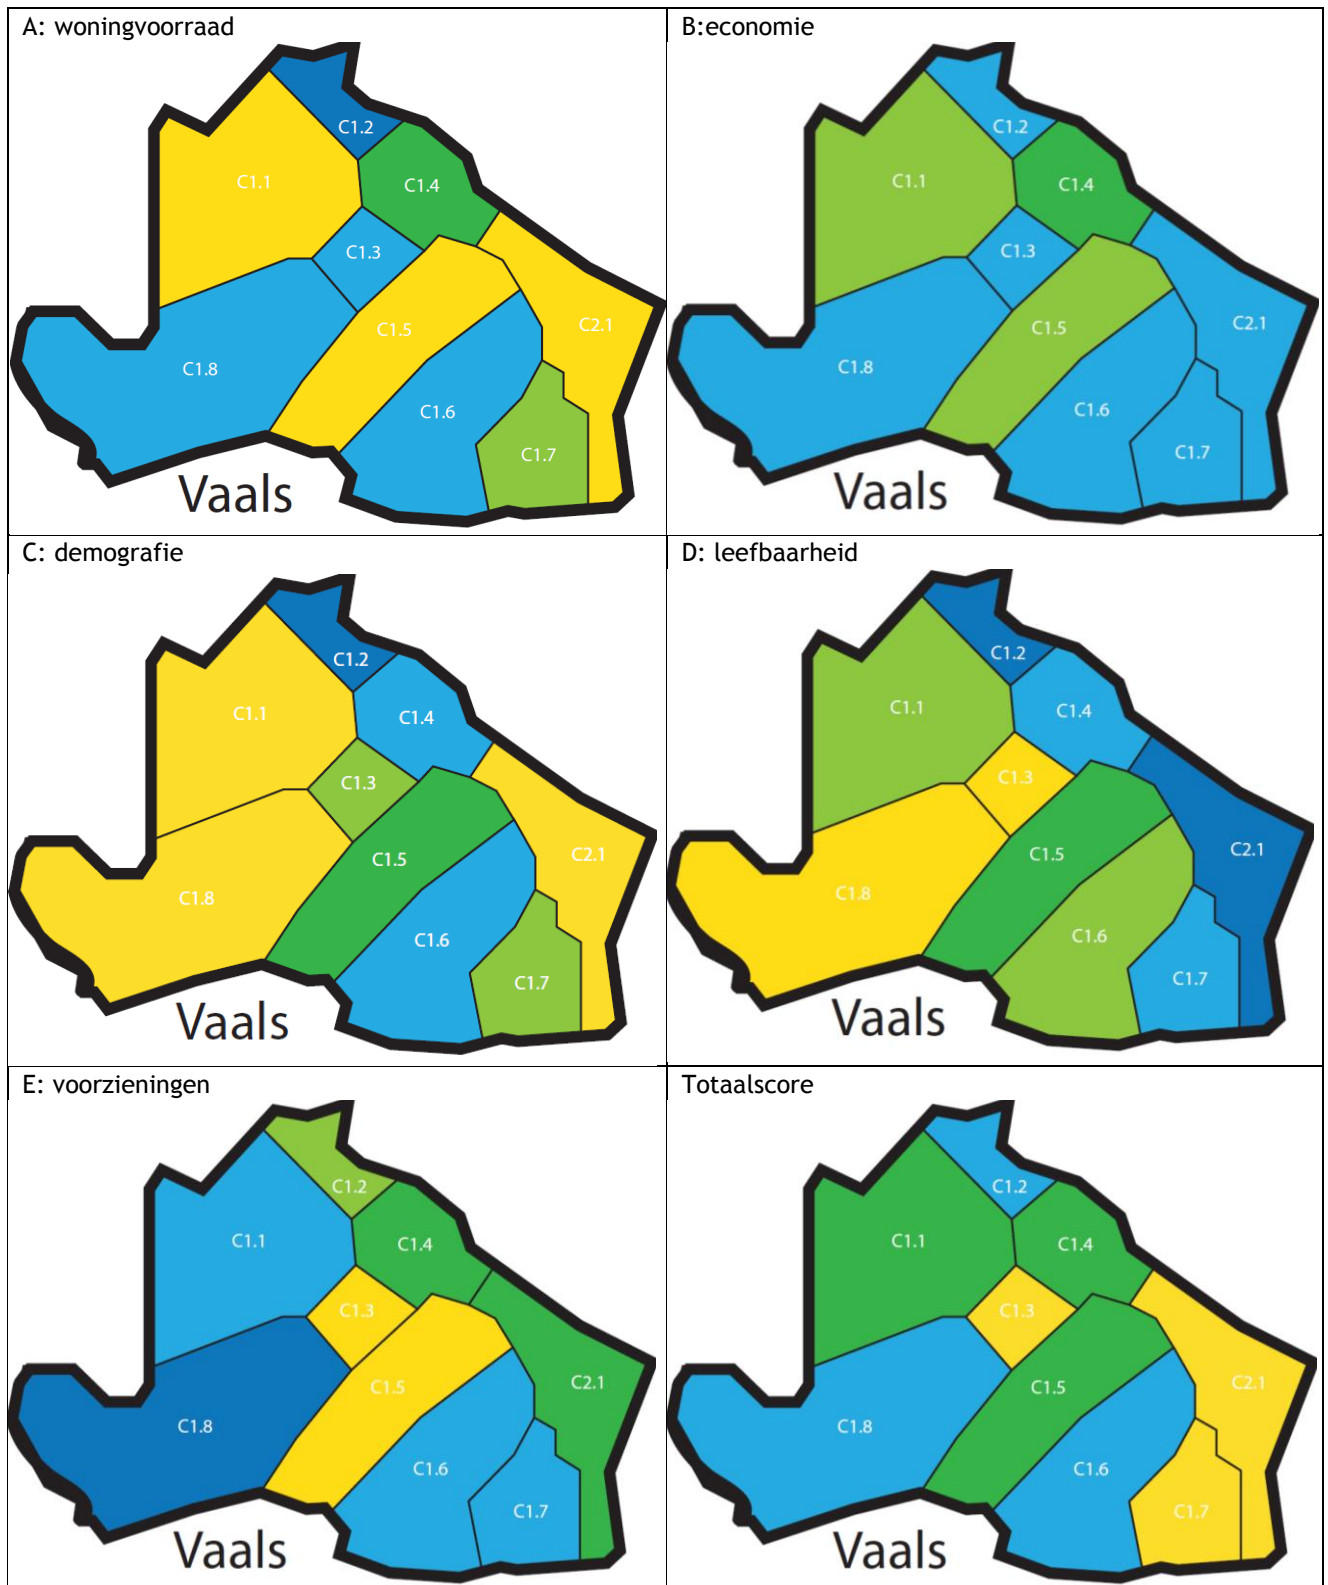 A: woningvoorraad
C1.2
C1.1
C1.4
C1.3
C1.5
C2.1
C1.8
C1.6
C1.7
Vaals
B:economie
C1.2
C1.1
C1.4
C1.3
C1.5
C2.1
C1.8
C1.6
C1.7
Vaals
C: demografie
C1.2
C1.1
C1.4
C1.3
C1.5
C2.1
C1.8
C1.6
C1.7
Vaals
D: leefbaarheid
C1.2
C1.1
C1.4
C1.3
C1.5
C2.1
C1.8
C1.6
C1.7
Vaals
E: voorzieningen
C1.2
C1.1
C1.4
C1.3
C1.5
C2.1
C1.8
C1.6
C1.7
Vaals
Totaalscore
C1.2
C1.1
C1.4
C1.3
C1.5
C2.1
C1.8
C1.6
C1.7
Vaals